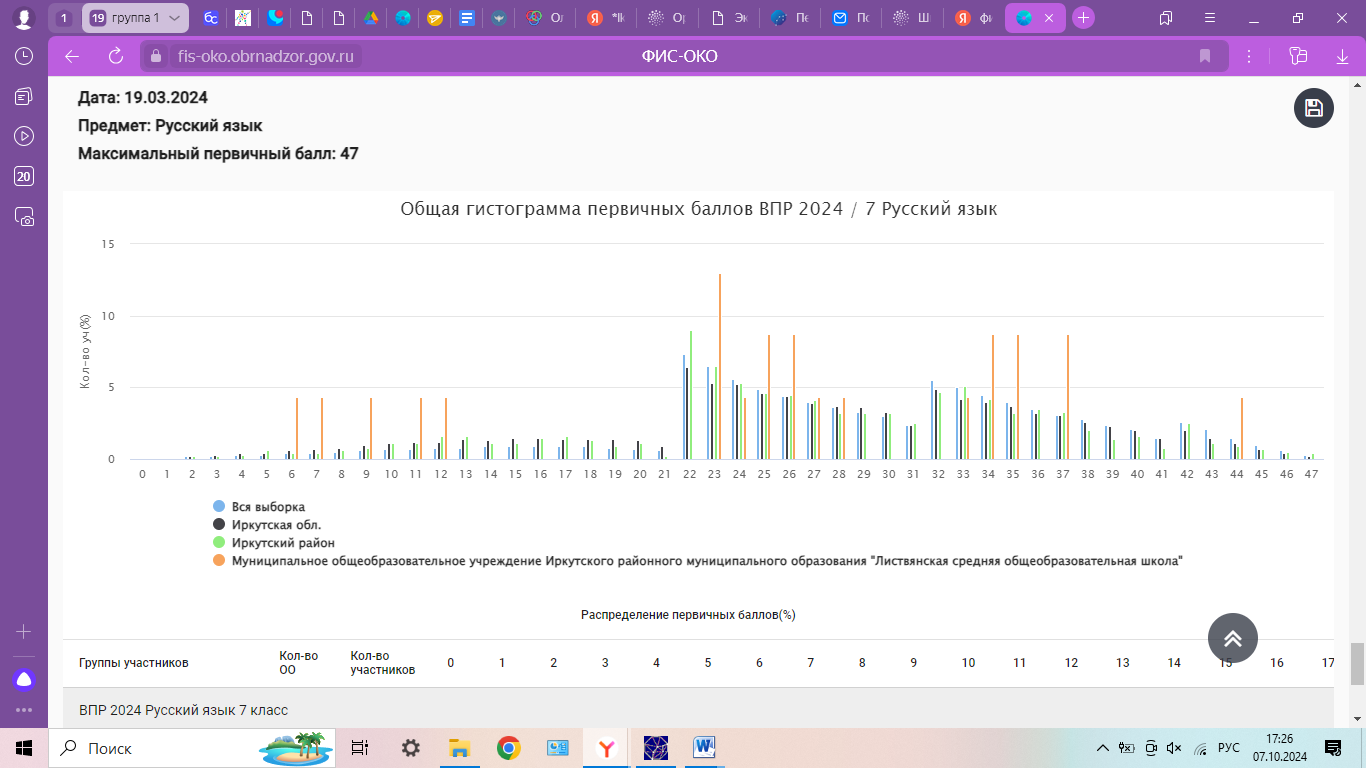 1
19 группа 1
Ол
*Ik
Ор
Эк
Пе
По
Ш
фи
fis-oko.obrnadzor.gov.ru
ФИС-ОКО
20
Дата: 19.03.2024
Предмет: Русский язык
Максимальный первичный балл: 47
Общая гистограмма первичных баллов ВПР 2024 / 7 Русский язык
Кол-во уч(%)
15
10
5
0
0 1 2 3 4 5 6 7 8 9 10 11 12 13 14 15 16 17 18 19 20 21 22 23 24 25 26 27 28 29 30 31 32 33 34 35 36 37 38 39 40 41 42 43 44 45 46 47
Вся выборка
Иркутская обл.
Иркутский район
Муниципальное общеобразовательное учреждение Иркутского районного муниципального образования "Листвянская средняя общеобразовательная школа"
Распределение первичных баллов(%)
Группы участников
Кол-во
ОО
Кол-во
участников
0 1 2 3 4 5 6 7 8 9 10 11 12 13 14 15 16 17
ВПР 2024 Русский язык 7 класс
Поиск
РУС
17:26
07.10.2024